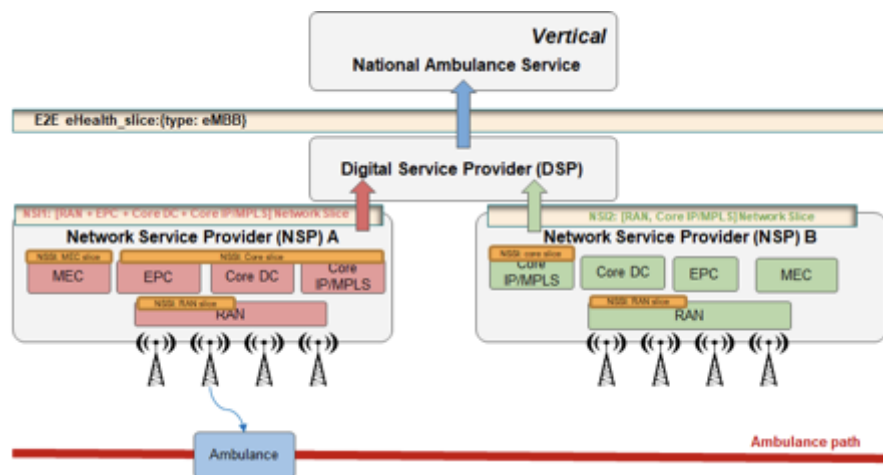 Vertical
National Ambulance Service
E2E eHealth_slice:{type: eMBB}
Digital Service Provider (DSP)
NSI1: [RAN + EPC + Core DC + Core IP/MPLS] Network Slice
Network Service Provider (NSP) A
NSSI: MEC slice
NSSI: Core slice
MEC
EPC
Core DC
Core
IP/MPLS
NSSI: RAN slice
RAN
NSI2: [RAN, Core IP/MPLS] Network Slice
Network Service Provider (NSP) B
NSSI: core slice
Core
IP/MPLS
Core DC
EPC
MEC
NSSI: RAN slice
RAN
Ambulance path
Ambulance